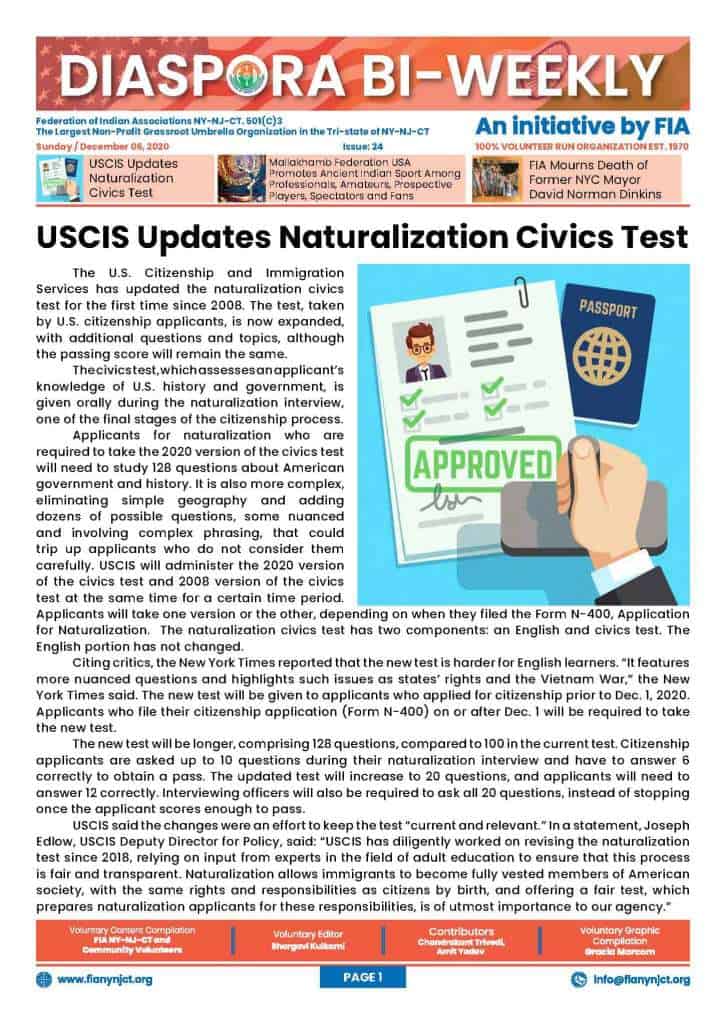 DIASPORA BI-WEEKLY
Federation of Indian Associations NY-NJ-CT. 501(C)3
The Largest Non-Profit Grassroot Umbrella Organization in the Tri-state of NY-NJ-CT
An initiative by FIA
Sunday / December 06, 2020
Issue: 24
100% VOLUNTEER RUN ORGANIZATION EST. 1970
USCIS Updates
Naturalization
Civics Test
Mallakhamb Federation USA
Promotes Ancient Indian Sport Among
Professionals, Amateurs, Prospective
Players, Spectators and Fans
FIA Mourns Death of
Former NYC Mayor
David Norman Dinkins
USCIS Updates Naturalization Civics Test
The U.S. Citizenship and Immigration
Services has updated the naturalization civics
test for the first time since 2008. The test, taken
by U.S. citizenship applicants, is now expanded,
with additional questions and topics, although
the passing score will remain the same.
The civics test, which assesses an applicant's
knowledge of U.S. history and government, is
given orally during the naturalization interview,
one of the final stages of the citizenship process.
Applicants for naturalization who are
required to take the 2020 version of the civics test
will need to study 128 questions about American
government and history. It is also more complex,
eliminating simple geography and adding
dozens of possible questions, some nuanced
and involving complex phrasing, that could
trip up applicants who do not consider them
carefully. USCIS will administer the 2020 version
of the civics test and 2008 version of the civics
test at the same time for a certain time period.
Applicants will take one version or the other, depending on when they filed the Form N-400, Application
for Naturalization. The naturalization civics test has two components: an English and civics test. The
English portion has not changed.
Citing critics, the New York Times reported that the new test is harder for English learners. "It features
more nuanced questions and highlights such issues as states' rights and the Vietnam War," the New
York Times said. The new test will be given to applicants who applied for citizenship prior to Dec. 1, 2020.
Applicants who file their citizenship application (Form N-400) on or after Dec. 1 will be required to take
the new test.
The new test will be longer, comprising 128 questions, compared to 100 in the current test. Citizenship
applicants are asked up to 10 questions during their naturalization interview and have to answer 6
correctly to obtain a pass. The updated test will increase to 20 questions, and applicants will need to
answer 12 correctly. Interviewing officers will also be required to ask all 20 questions, instead of stopping
once the applicant scores enough to pass.
USCIS said the changes were an effort to keep the test "current and relevant." In a statement, Joseph
Edlow, USCIS Deputy Director for Policy, said: "USCIS has diligently worked on revising the naturalization
test since 2018, relying on input from experts in the field of adult education to ensure that this process
is fair and transparent. Naturalization allows immigrants to become fully vested members of American
society, with the same rights and responsibilities as citizens by birth, and offering a fair test, which
prepares naturalization applicants for these responsibilities, is of utmost importance to our agency."
PASSPORT
APPROVED
Voluntary Content Compilation
FIA NY-NJ-CT and
Community Volunteers
Voluntary Editor
Bhargavi Kulkarni
Contributors
Chandrakant Trivedi,
Amit Yadav
Voluntary Graphic
Compilation
Gracia Marcom
www.fianynjct.org
PAGE 1
info@fianynjct.org